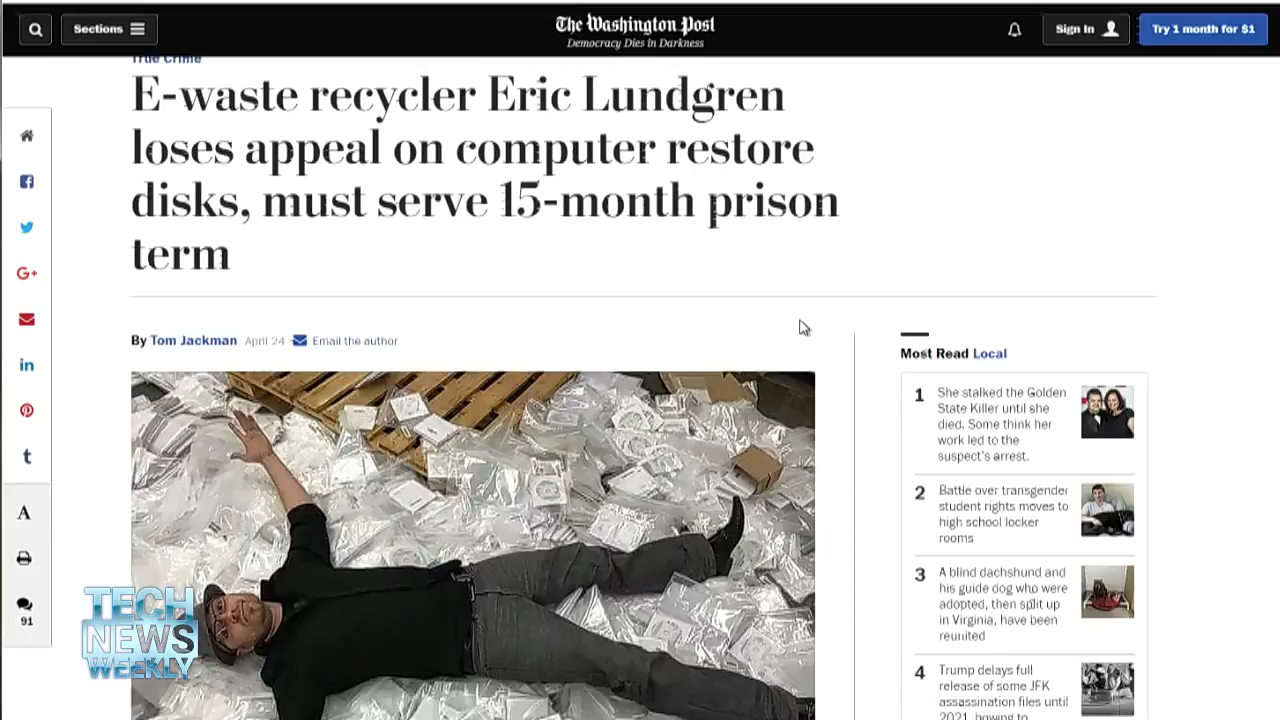 Sections
The Washington Post
Democracy Dies in Darkness
Sign In
Try 1 month for $1
True Crime
E-waste recycler Eric Lundgren
loses appeal on computer restore
disks, must serve 15-month prison
term
By Tom Jackman April 24 Email the author
G+
in
t
A
91
Most Read Local
1 She stalked the Golden
State Killer until she
died. Some think her
work led to the
suspect's arrest.
2 Battle over transgender
student rights moves to
high school locker
rooms
3 A blind dachshund and
his guide dog who were
adopted, then split up
in Virginia, have been
reunited
4 Trump delays full
release of some JFK
assassination files until
2021, bowing to
TECH
NEWS
WEEKLY